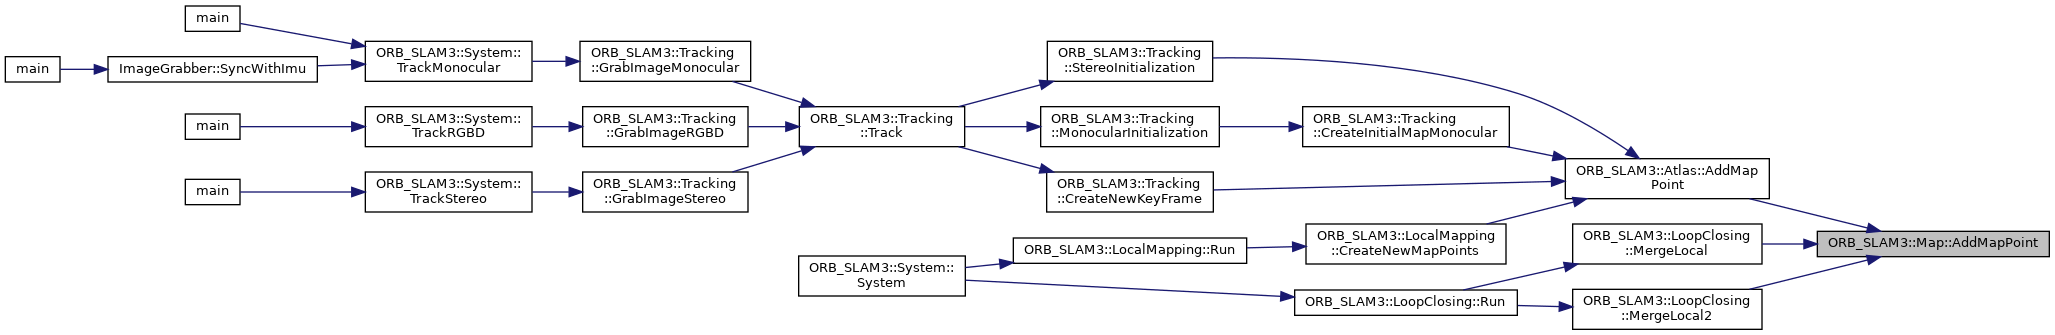 main
main
ImageGrabber::SyncWithImu
ORB_SLAM3::System::
TrackMonocular
ORB_SLAM3::Tracking
::GrabImageMonocular
ORB_SLAM3::Tracking
::StereoInitialization
main
ORB_SLAM3::System::
TrackRGBD
ORB_SLAM3::Tracking
::GrabImageRGBD
ORB_SLAM3::Tracking
::Track
ORB_SLAM3::Tracking
::MonocularInitialization
ORB_SLAM3::Tracking
::CreateInitialMapMonocular
main
ORB_SLAM3::System::
TrackStereo
ORB_SLAM3::Tracking
::GrabImageStereo
ORB_SLAM3::Tracking
::CreateNewKeyFrame
ORB_SLAM3::Atlas::AddMap
Point
ORB_SLAM3::System::
System
ORB_SLAM3::LocalMapping::Run
ORB_SLAM3::LocalMapping
::CreateNewMapPoints
ORB_SLAM3::LoopClosing
::MergeLocal
ORB_SLAM3::Map::AddMapPoint
ORB_SLAM3::LoopClosing::Run
ORB_SLAM3::LoopClosing
::MergeLocal2